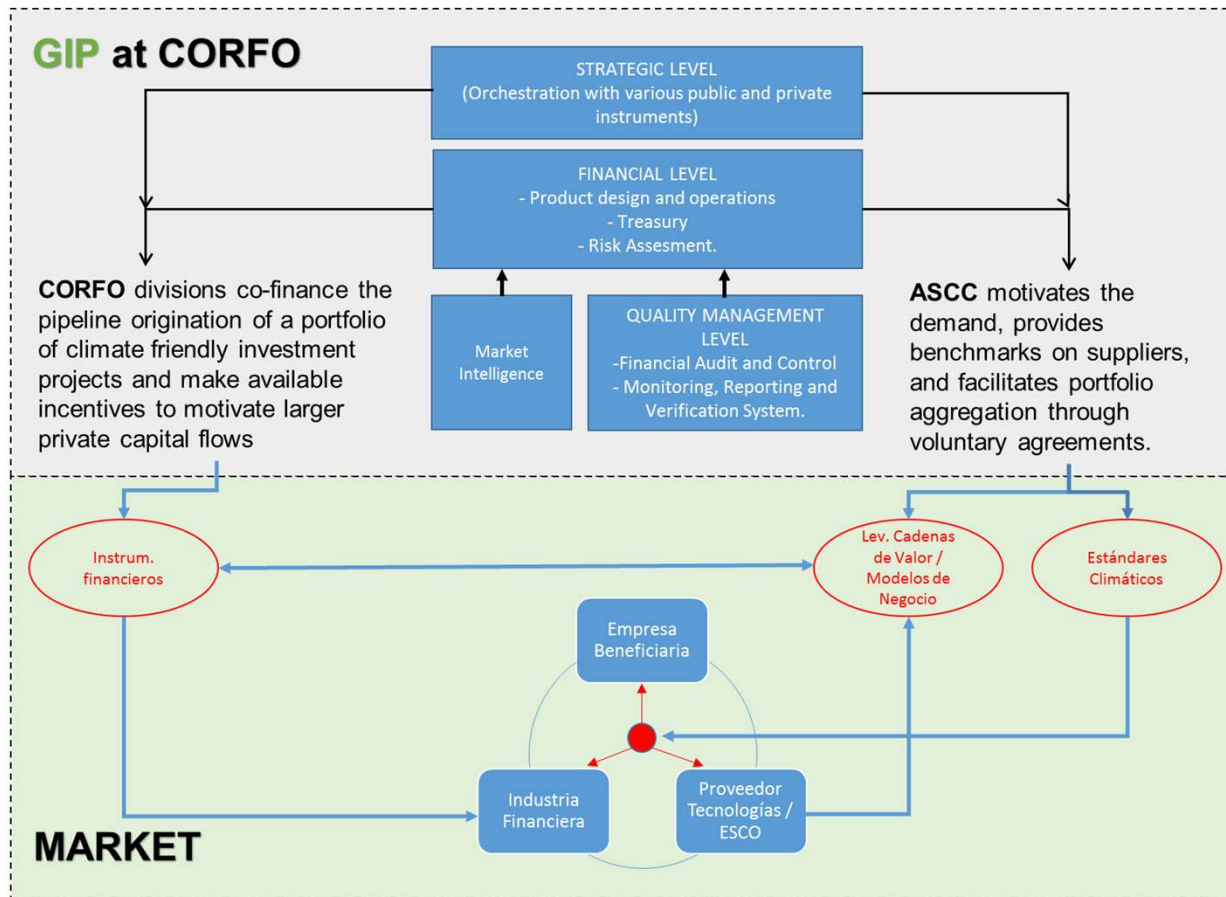 GIP at CORFO
STRATEGIC LEVEL
(Orchestration with various public and private
instruments)
FINANCIAL LEVEL
- Product design and operations
- Treasury
- Risk Assesment.
Market
Intelligence
QUALITY MANAGEMENT
LEVEL
-Financial Audit and Control
- Monitoring, Reporting and
Verification System.
CORFO divisions co-finance the
pipeline origination of a portfolio
of climate friendly investment
projects and make available
incentives to motivate larger
private capital flows
ASCC motivates the
demand, provides
benchmarks on suppliers,
and facilitates portfolio
aggregation through
voluntary agreements.
Instrum.
financieros
Lev. Cadenas
de Valor /
Modelos de
Negocio
Estándares
Climáticos
Empresa
Beneficiaria
Industria
Financiera
Proveedor
Tecnologías /
ESCO
MARKET